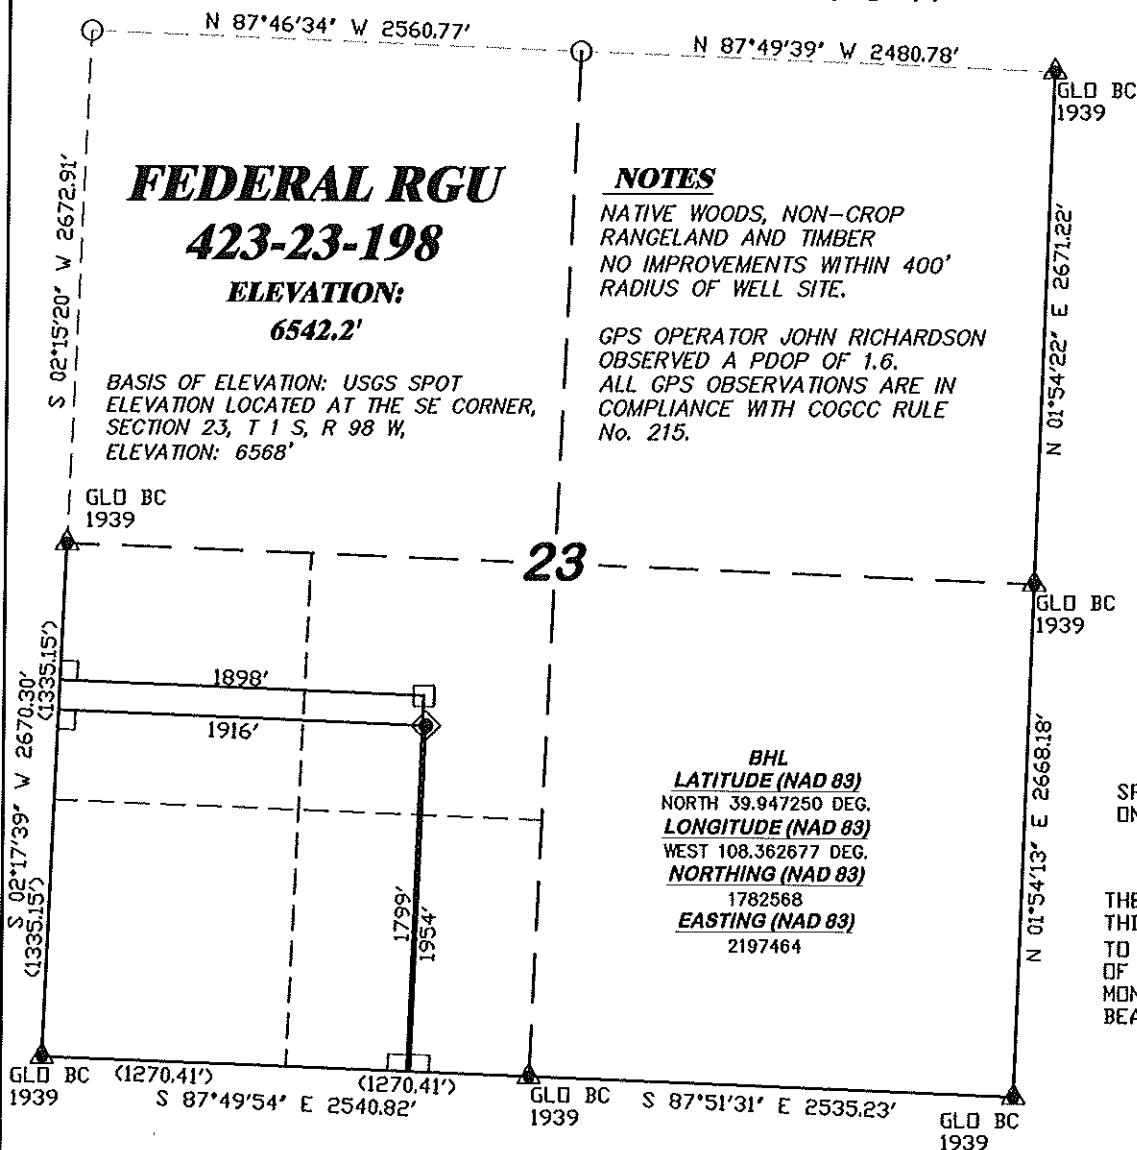 N 87°46'34" W 2560.77'
N 87°49'39" W 2480.78'
GLO BC
1939
FEDERAL RGU
423-23-198
ELEVATION:
6542.2'
BASIS OF ELEVATION: USGS SPOT
ELEVATION LOCATED AT THE SE CORNER,
SECTION 23, T 1 S, R 98 W,
ELEVATION: 6568'
NOTES
NATIVE WOODS, NON-CROP
RANGELAND AND TIMBER
NO IMPROVEMENTS WITHIN 400'
RADIUS OF WELL SITE.
GPS OPERATOR JOHN RICHARDSON
OBSERVED A PDOP OF 1.6.
ALL GPS OBSERVATIONS ARE IN
COMPLIANCE WITH COGCC RULE
No. 215.
S 02°15'20" W 2672.91'
N 01°54'22" E 2671.22'
GLO BC
1939
23
GLO BC
1939
S 02°17'39" W 2670.30'
(1335.15')
(1335.15')
1898'
1916'
1799'
1954'
BHL
LATITUDE (NAD 83)
NORTH 39.947250 DEG.
LONGITUDE (NAD 83)
WEST 108.362677 DEG.
NORTHING (NAD 83)
1782568
EASTING (NAD 83)
2197464
N 01°54'13" E 2668.18'
THI
TO
OF
MON
BEA
GLO BC
1939
(1270.41')
(1270.41')
S 87°49'54" E 2540.82'
GLO BC
1939
S 87°51'31" E 2535.23'
GLO BC
1939